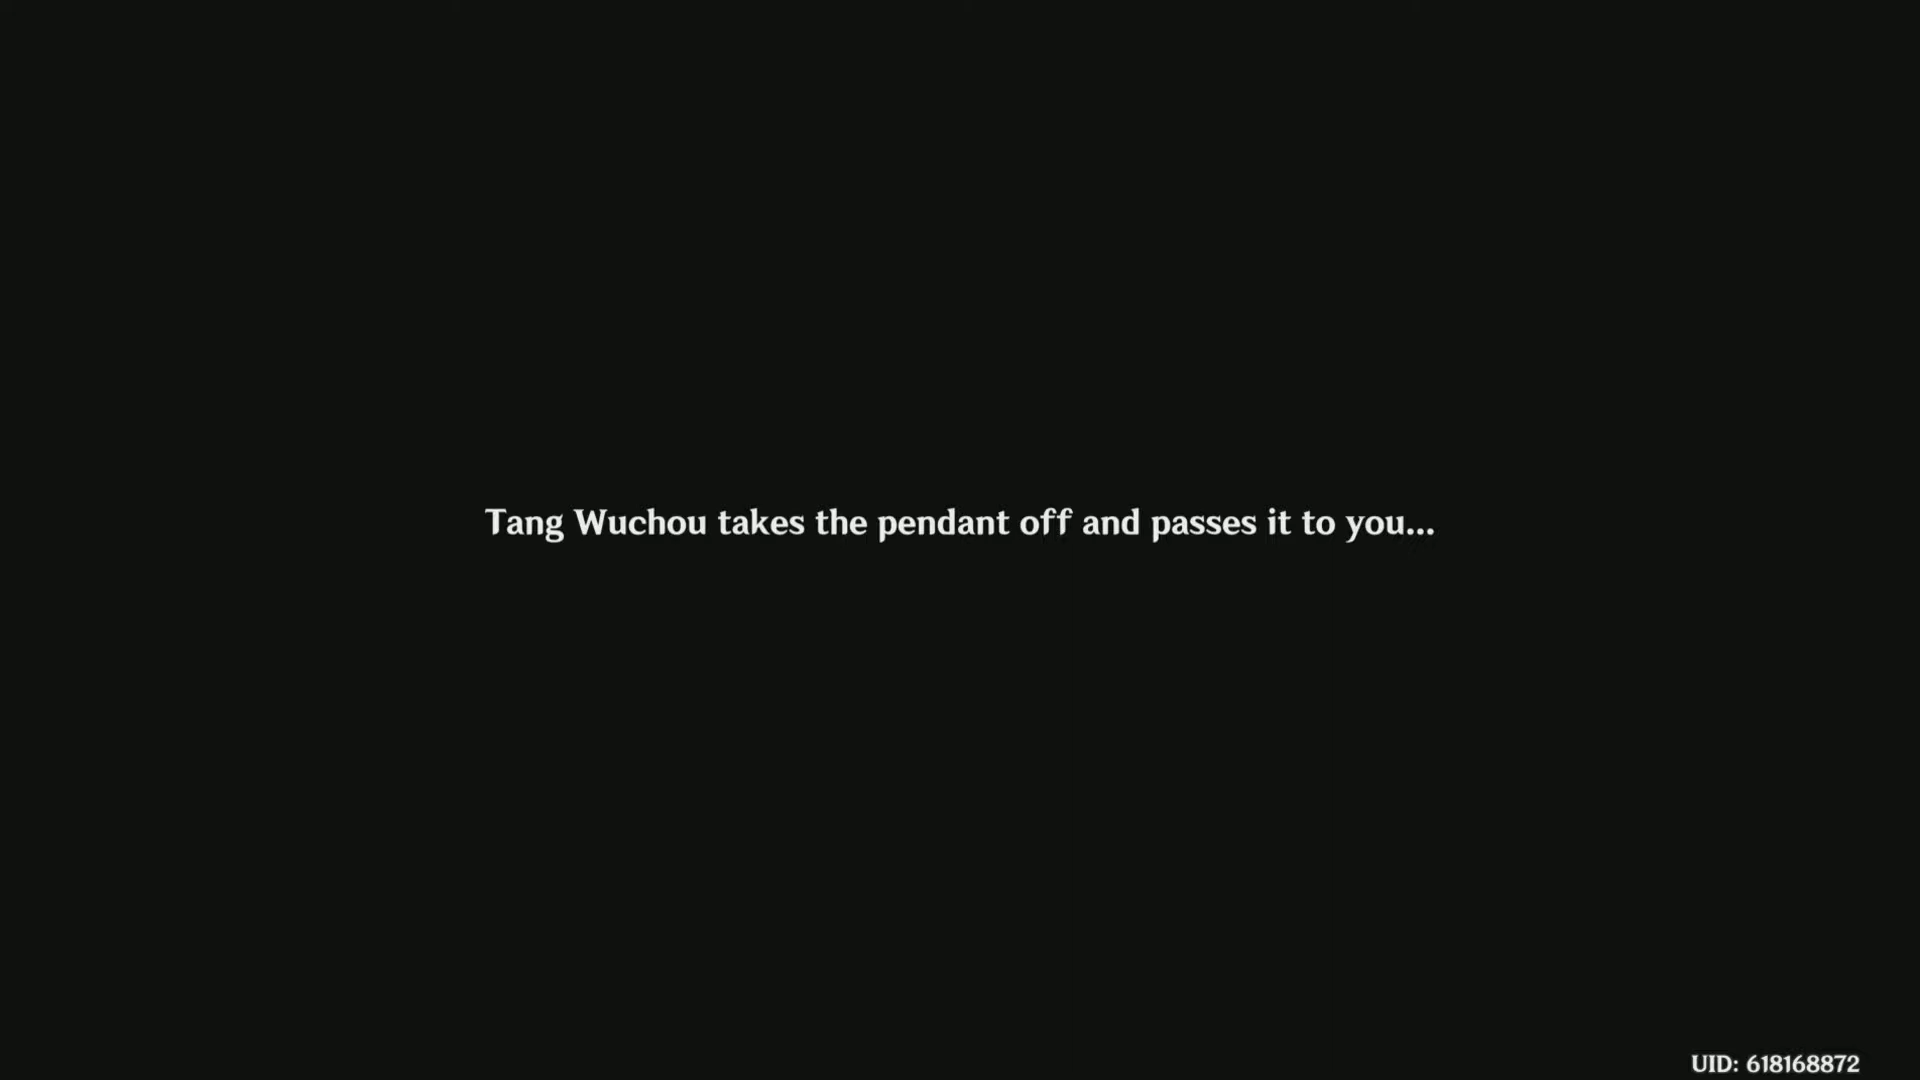 Tang Wuchou takes the pendant off and passes it to you...
UID: 618168872